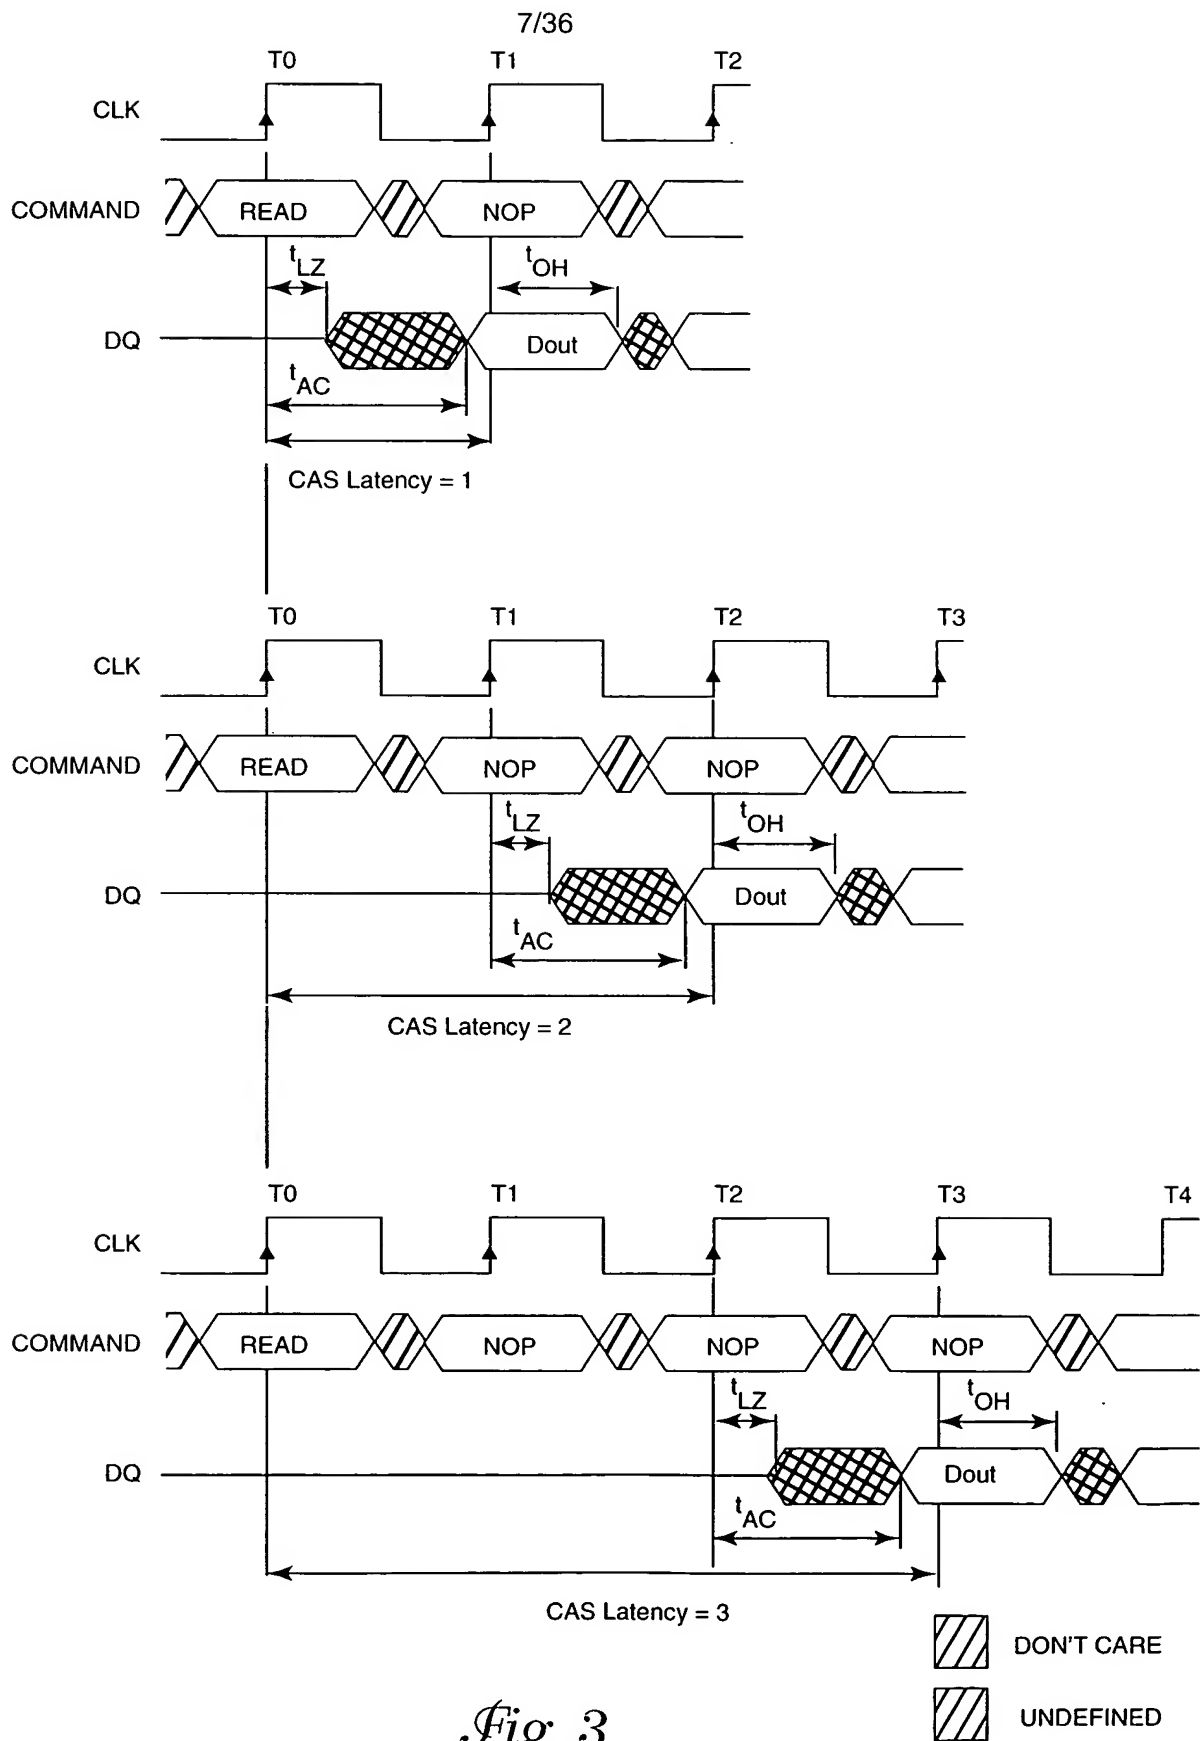 7/36
T0 T1 T2
CLK
COMMAND READ NOP
tLZ tOH
DQ Dout
tAC
CAS Latency = 1
T0 T1 T2 T3
CLK
COMMAND READ NOP NOP
tLZ tOH
DQ Dout
tAC
CAS Latency = 2
T0 T1 T2 T3 T4
CLK
COMMAND READ NOP NOP NOP
tLZ tOH
DQ Dout
tAC
CAS Latency = 3
DON'T CARE
UNDEFINED
Fig. 3